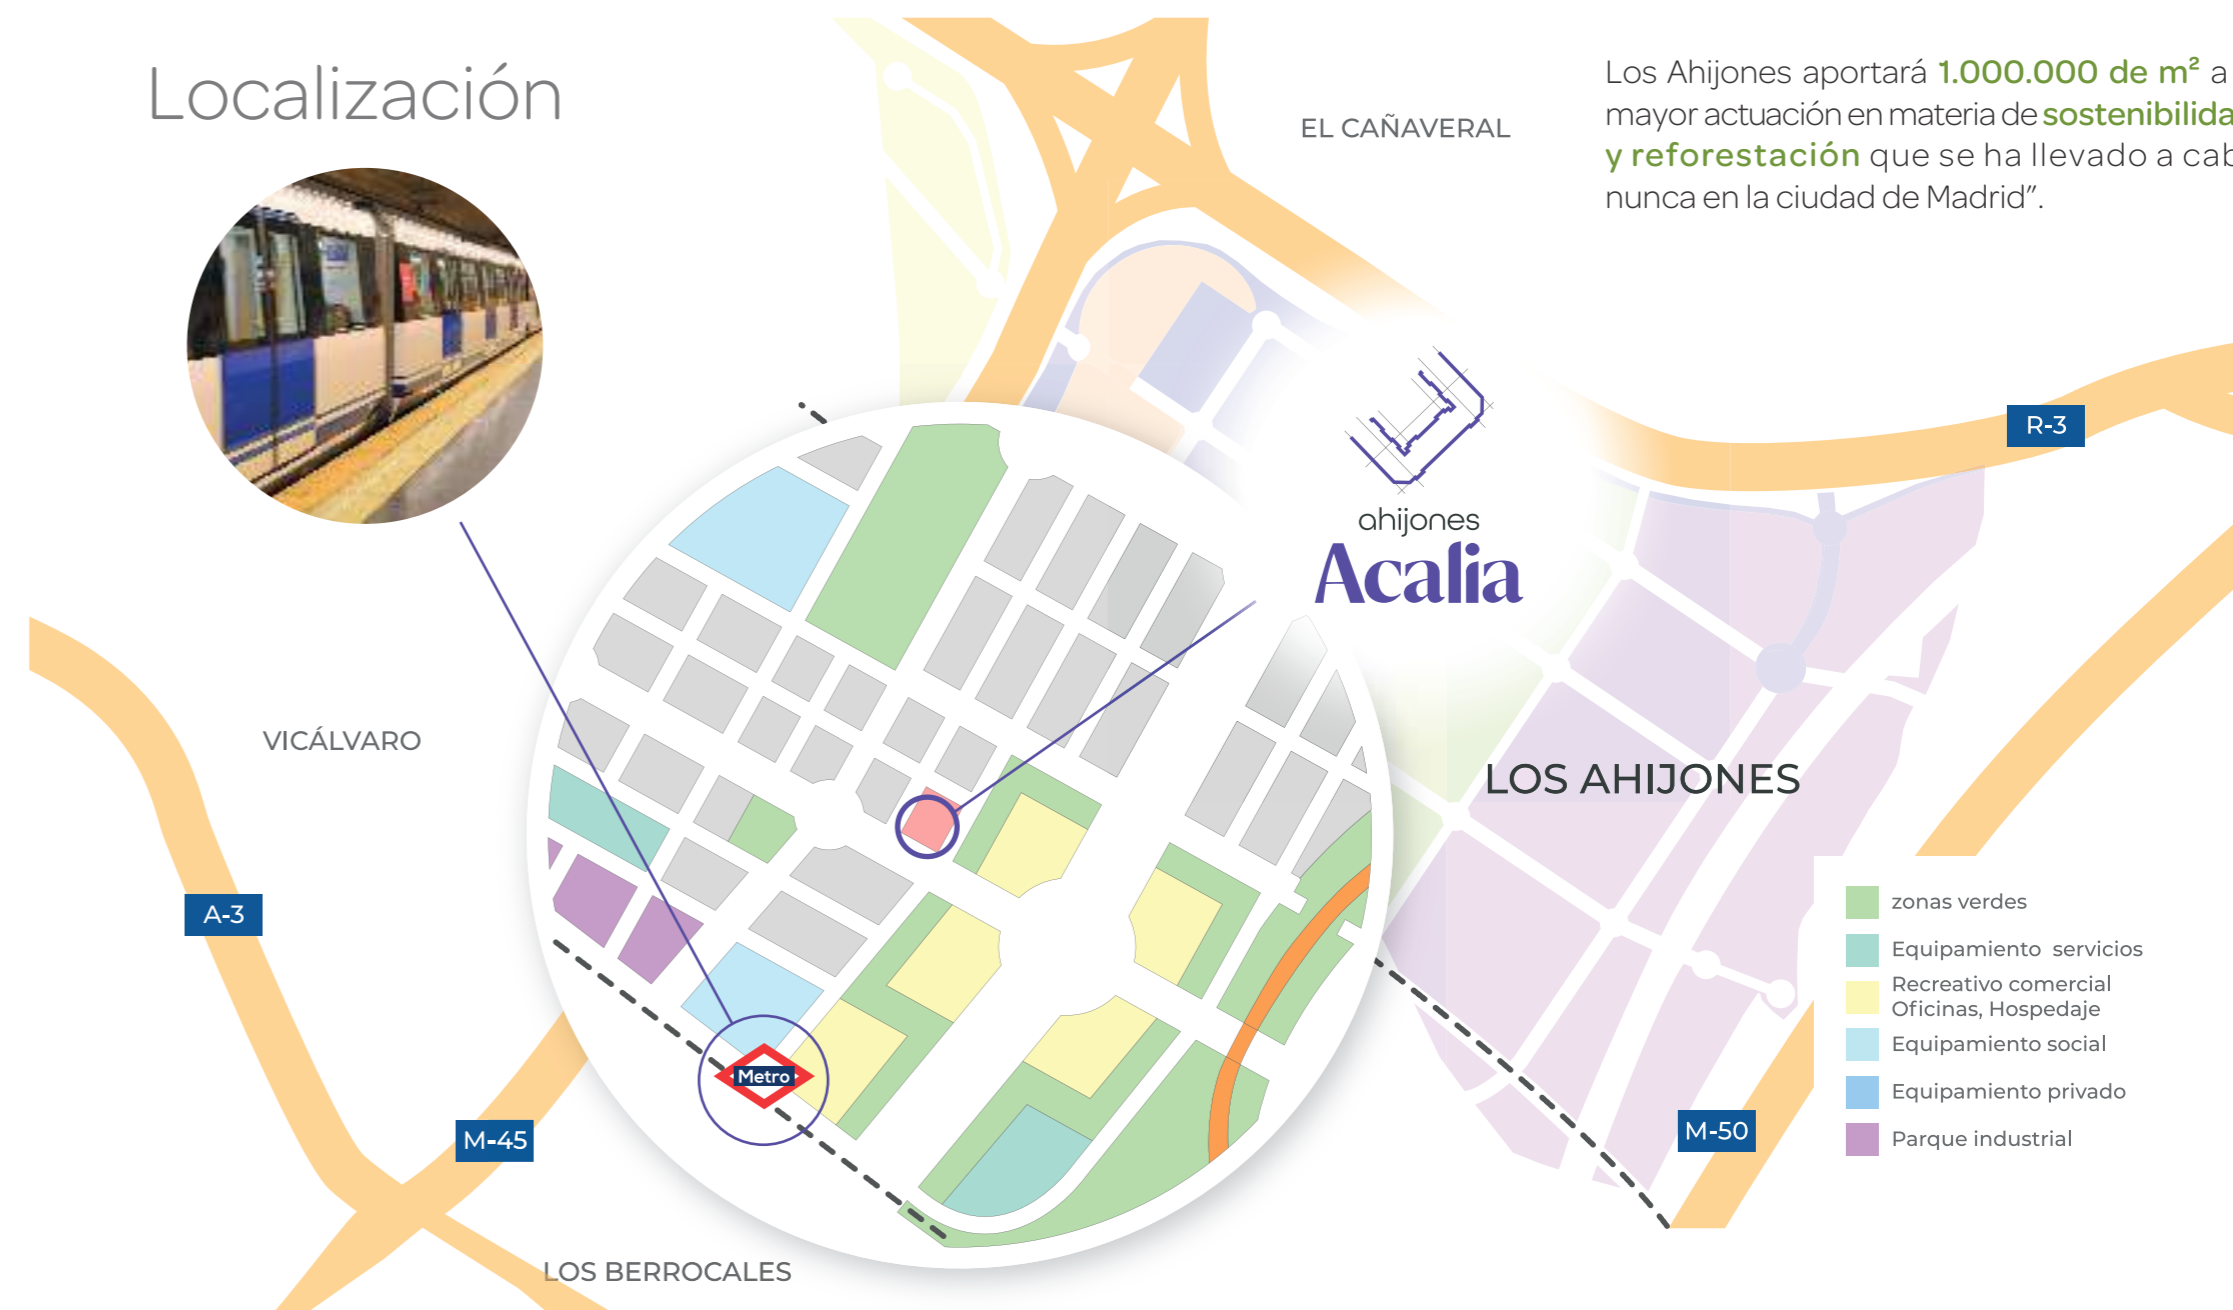 Localización
Los Ahijones aportará 1.000.000 de m² a
mayor actuación en materia de sostenibilida
y reforestación que se ha llevado a cab
nunca en la ciudad de Madrid”.
EL CAÑAVERAL
R-3
ahijones
Acalia
VICÁLVARO
LOS AHIJONES
A-3
zonas verdes
Equipamiento servicios
Recreativo comercial
Oficinas, Hospedaje
Equipamiento social
Equipamiento privado
Parque industrial
Metro
M-45
M-50
LOS BERROCALES